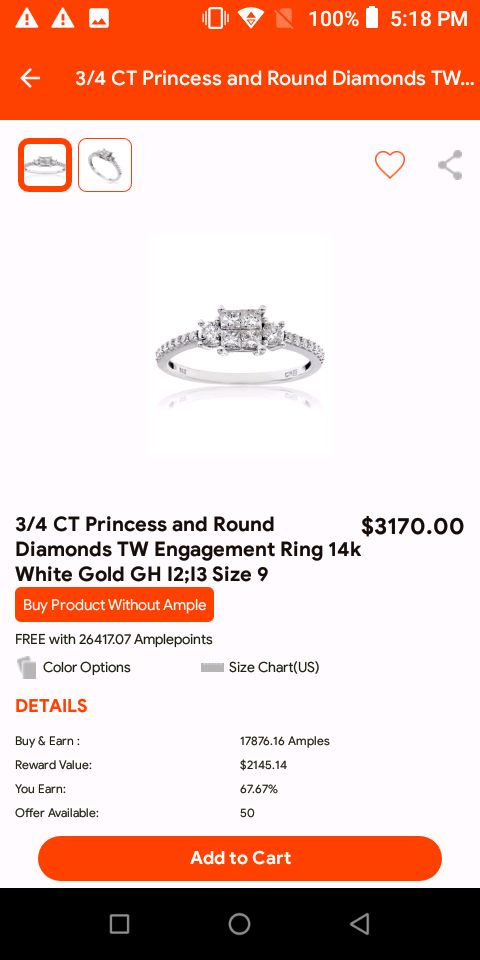 100% 5:18 PM
3/4 CT Princess and Round Diamonds TW...
3/4 CT Princess and Round
Diamonds TW Engagement Ring 14k
White Gold GH I2;I3 Size 9
$3170.00
Buy Product Without Ample
FREE with 26417.07 Amplepoints
Color Options
Size Chart(US)
DETAILS
Buy & Earn : 17876.16 Amples
Reward Value: $2145.14
You Earn: 67.67%
Offer Available: 50
Add to Cart